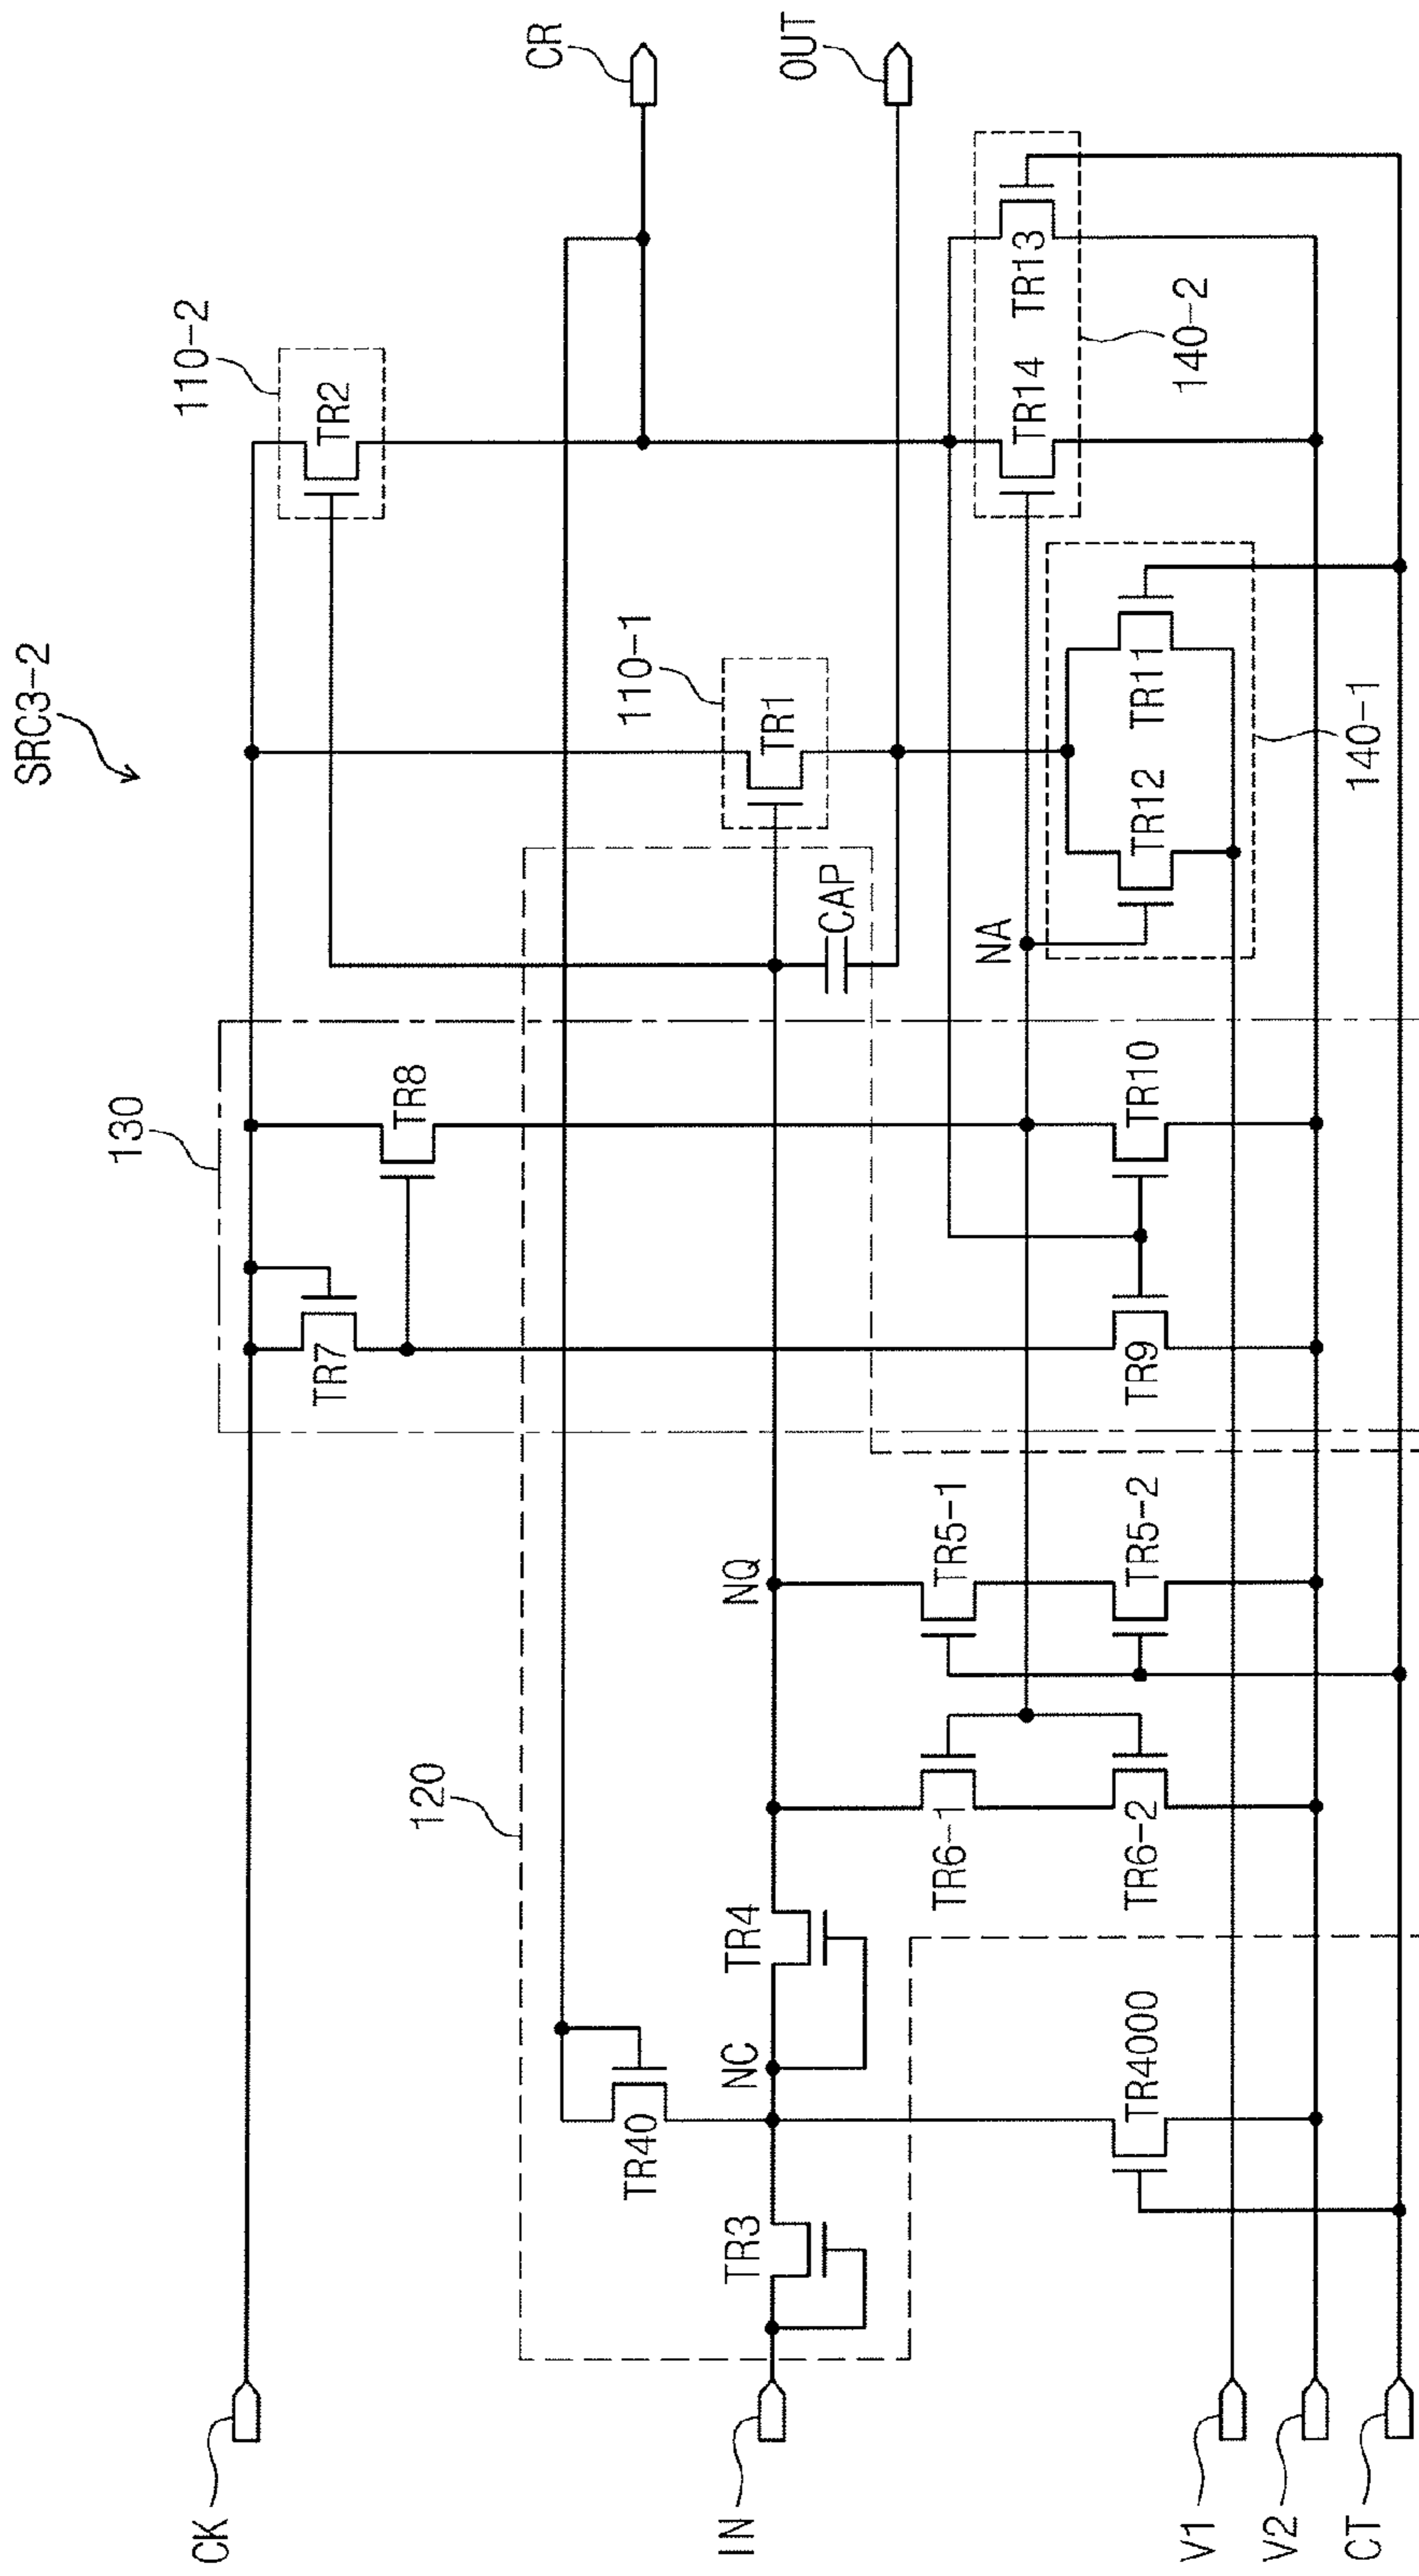 SRC3-2
CK
IN
V1
V2
CT
CR
OUT
110-2
TR2
110-1
TR1
130
TR7
TR8
TR9
TR10
120
TR40
TR3
NC
TR4
NQ
CAP
TR4000
TR6-1
TR6-2
TR5-1
TR5-2
NA
TR12
TR11
140-1
TR14
TR13
140-2